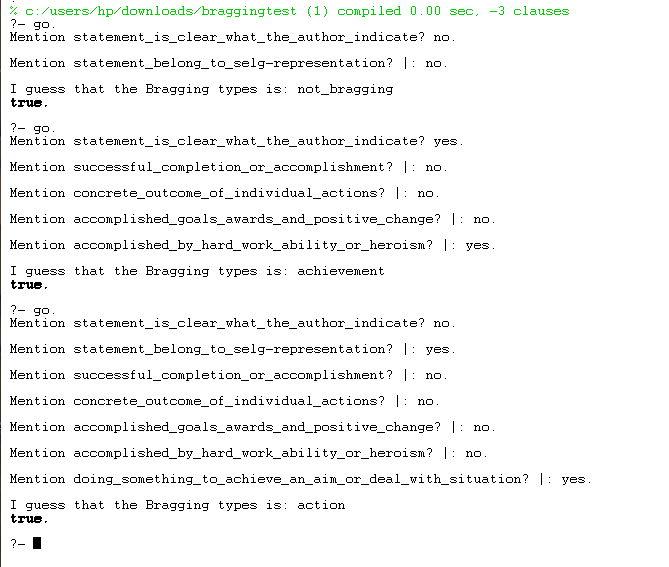 % c:/users/hp/downloads/braggingtest (1) compiled 0.00 sec, -3 clauses
?- go.
Mention statement_is_clear_what_the_author_indicate? no.
Mention statement_belong_to_selg-representation? |: no.
I guess that the Bragging types is: not_bragging
true.
?- go.
Mention statement_is_clear_what_the_author_indicate? yes.
Mention successful_completion_or_accomplishment? |: no.
Mention concrete_outcome_of_individual_actions? |: no.
Mention accomplished_goals_awards_and_positive_change? |: no.
Mention accomplished_by_hard_work_ability_or_heroism? |: yes.
I guess that the Bragging types is: achievement
true.
?- go.
Mention statement_is_clear_what_the_author_indicate? no.
Mention statement_belong_to_selg-representation? |: yes.
Mention successful_completion_or_accomplishment? |: no.
Mention concrete_outcome_of_individual_actions? |: no.
Mention accomplished_goals_awards_and_positive_change? |: no.
Mention accomplished_by_hard_work_ability_or_heroism? |: no.
Mention doing_something_to_achieve_an_aim_or_deal_with_situation? |: yes.
I guess that the Bragging types is: action
true.
?-